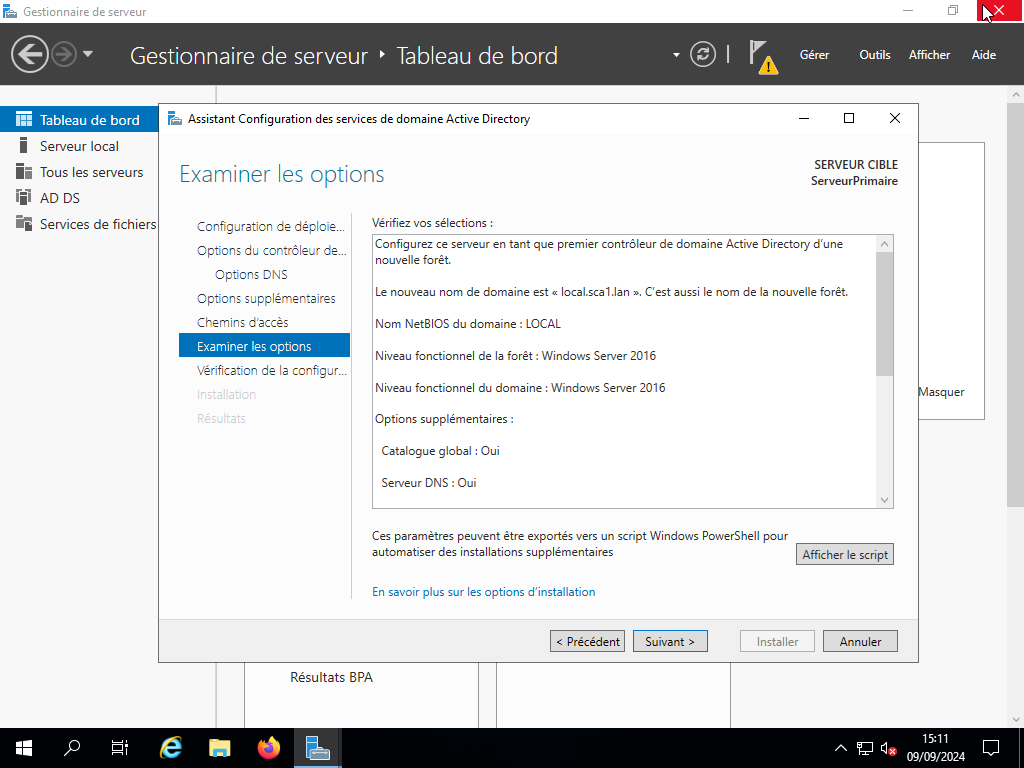 Gestionnaire de serveur
Gestionnaire de serveur ‣ Tableau de bord
Gérer
Outils
Afficher
Aide
Tableau de bord
Serveur local
Tous les serveurs
AD DS
Services de fichiers
Assistant Configuration des services de domaine Active Directory
Examiner les options
SERVEUR CIBLE
ServeurPrimaire
Configuration de déploie...
Options du contrôleur de...
Options DNS
Options supplémentaires
Chemins d’accès
Examiner les options
Vérification de la configur...
Installation
Résultats
Vérifiez vos sélections :
Configurez ce serveur en tant que premier contrôleur de domaine Active Directory d’une
nouvelle forêt.
Le nouveau nom de domaine est « local.sca1.lan ». C’est aussi le nom de la nouvelle forêt.
Nom NetBIOS du domaine : LOCAL
Niveau fonctionnel de la forêt : Windows Server 2016
Niveau fonctionnel du domaine : Windows Server 2016
Options supplémentaires :
Catalogue global : Oui
Serveur DNS : Oui
Ces paramètres peuvent être exportés vers un script Windows PowerShell pour
automatiser des installations supplémentaires
Afficher le script
En savoir plus sur les options d’installation
< Précédent
Suivant >
Installer
Annuler
Masquer
Résultats BPA
15:11
09/09/2024